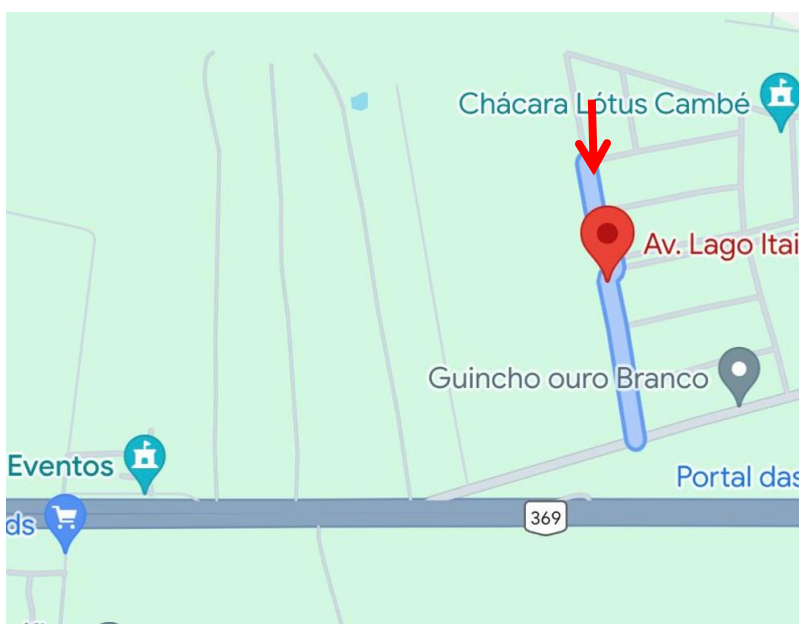 Chácara Lótus Cambé
Av. Lago Itai
Guincho ouro Branco
Eventos
Portal das
ds
369